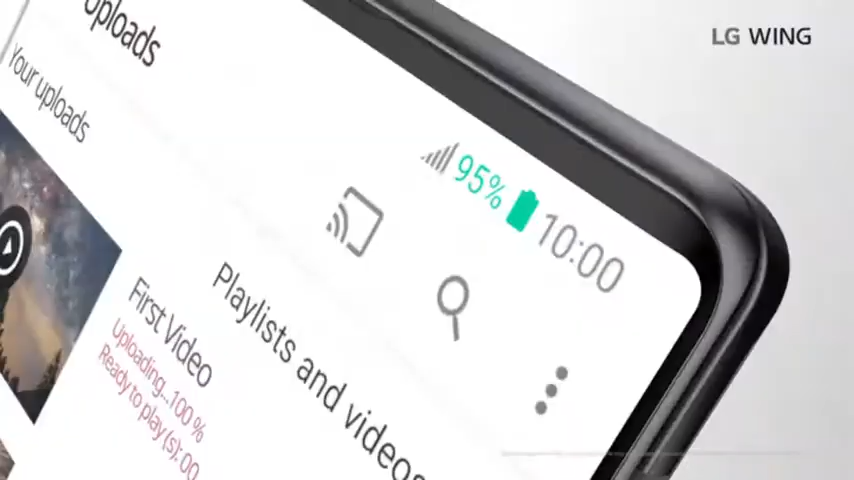 LG WING
Uploads
95% 10:00
Your uploads
Playlists and videos
First Video
Uploading...100 %
Ready to play (s): 00